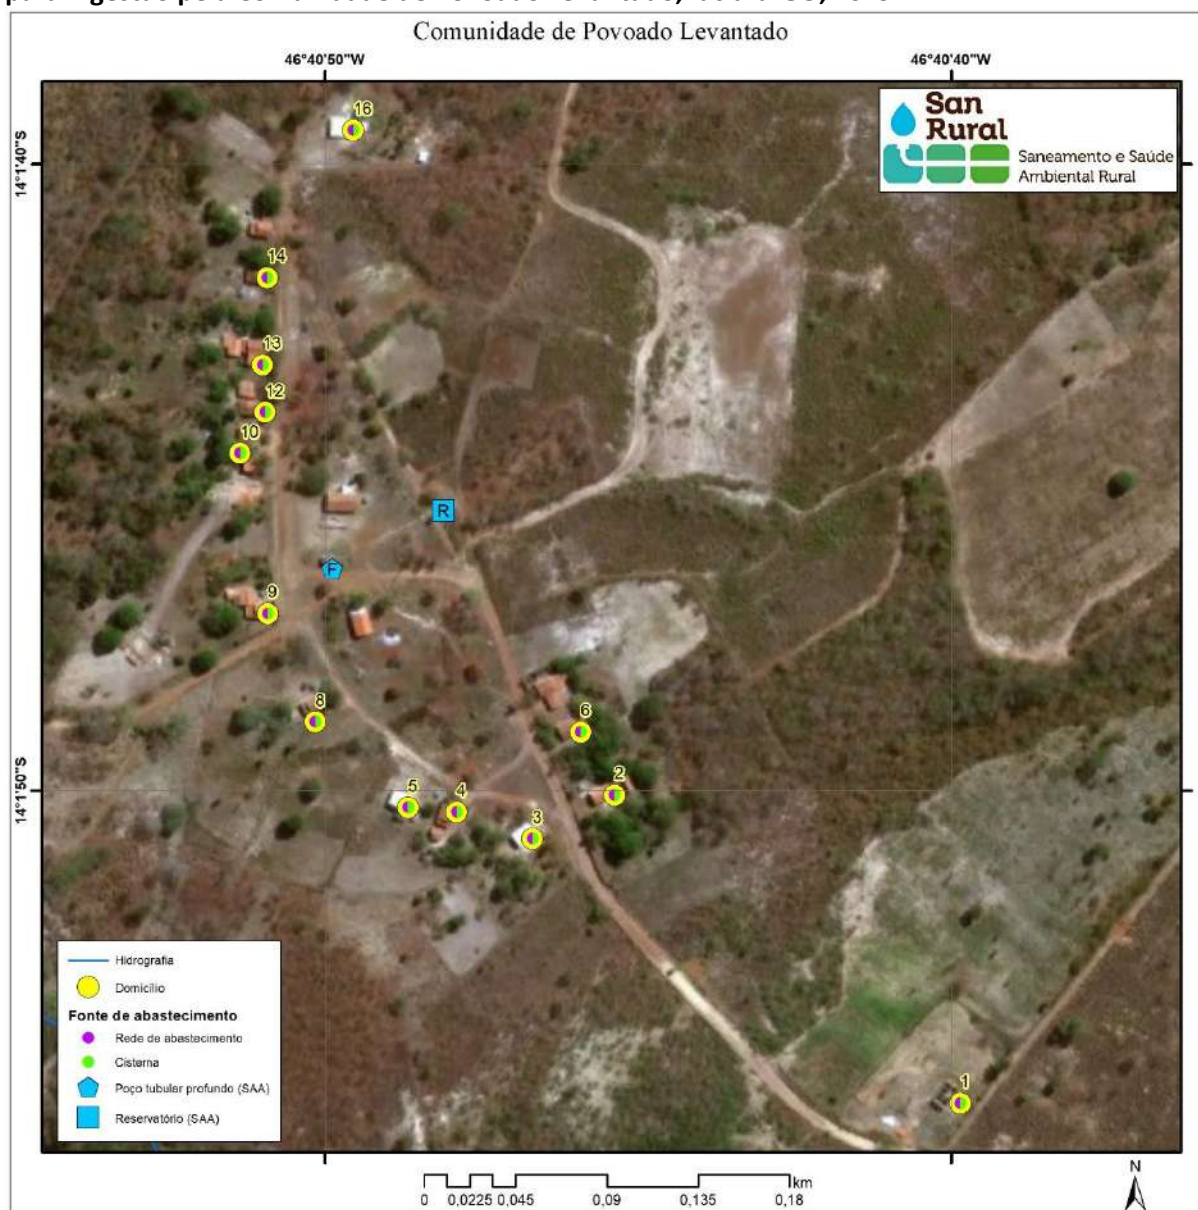 Comunidade de Povoado Levantado
46°40'50"W
46°40'40"W
San
Rural
Saneamento e Saúde
Ambiental Rural
14°1'40"S
16
14
13
12
10
R
F
9
8
6
2
5
4
3
14°1'50"S
1
Hidrografia
Domicílio
Fonte de abastecimento
Rede de abastecimento
Cisterna
Poço tubular profundo (SAA)
Reservatório (SAA)
km
0 0,0225 0,045 0,09 0,135 0,18
N